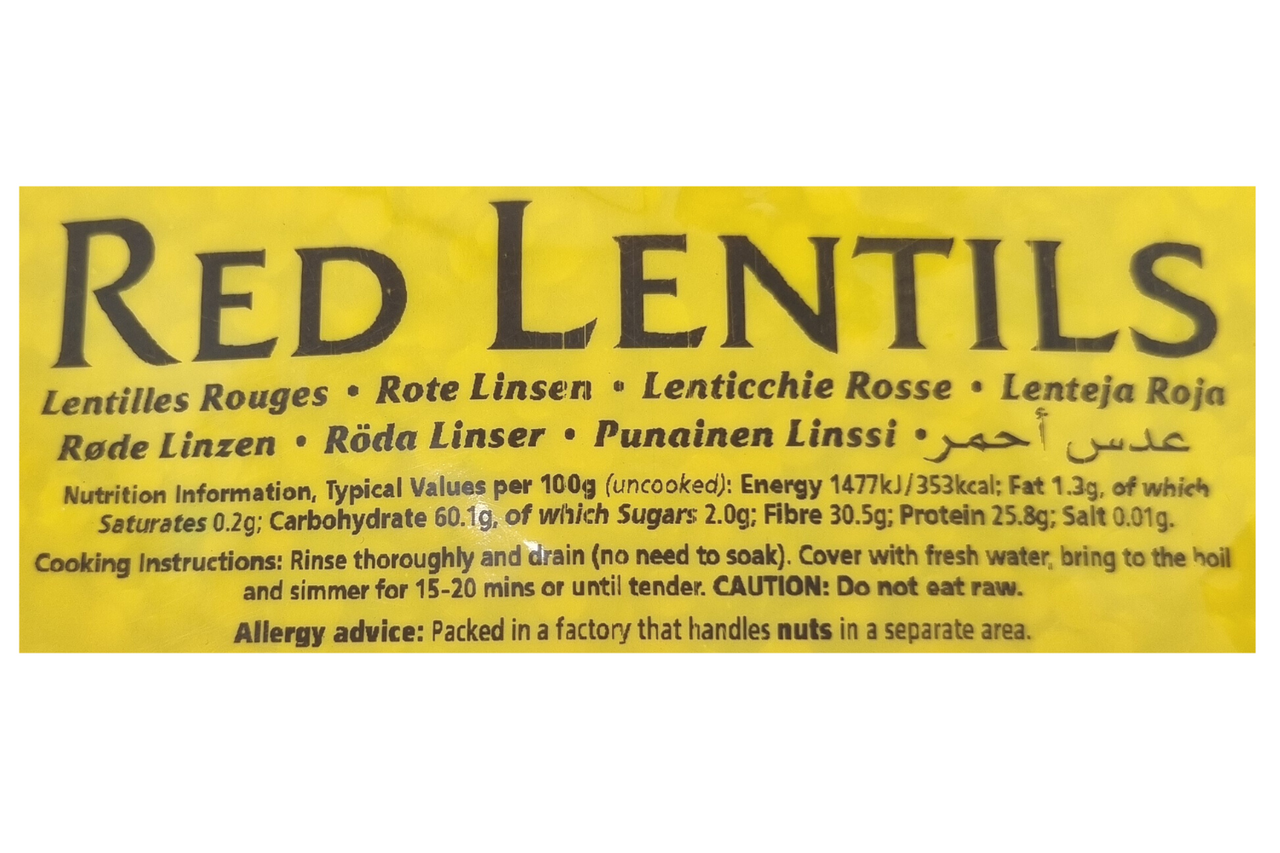 RED LENTILS
Lentilles Rouges • Rote Linsen • Lenticchie Rosse • Lenteja Roja
Røde Linzen • Röda Linser • Punainen Linssi • عدس أحمر
Nutrition Information, Typical Values per 100g (uncooked): Energy 1477kJ/353kcal; Fat 1.3g, of which
Saturates 0.2g; Carbohydrate 60.1g, of which Sugars 2.0g; Fibre 30.5g; Protein 25.8g; Salt 0.01g.
Cooking Instructions: Rinse thoroughly and drain (no need to soak). Cover with fresh water, bring to the boil
and simmer for 15-20 mins or until tender. CAUTION: Do not eat raw.
Allergy advice: Packed in a factory that handles nuts in a separate area.